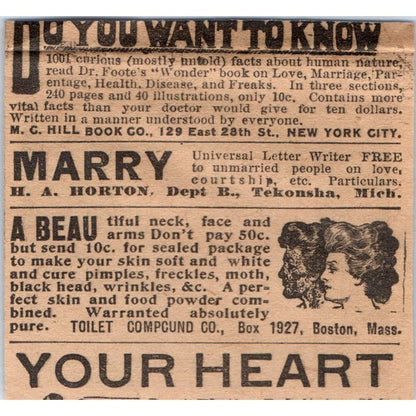 DO YOU WANT TO KNOW
1001 curious (mostly untold) facts about human nature,
read Dr. Foote's "Wonder" book on Love, Marriage, Par-
entage, Health, Disease, and Freaks. In three sections,
240 pages and 40 illustrations, only 10c. Contains more
vital facts than your doctor would give for ten dollars.
Written in a manner understood by everyone.
M. C. HILL BOOK CO., 129 East 28th St., NEW YORK CITY.
MARRY Universal Letter Writer FREE
to unmarried people on love,
courtship, etc. Particulars.
H. A. HORTON, Dept B., Tekonsha, Mich.
A BEAU tiful neck, face and
arms Don't pay 50c.
but send 10c. for sealed package
to make your skin soft and white
and cure pimples, freckles, moth,
black head, wrinkles, &c. A per-
fect skin and food powder com-
bined. Warranted absolutely
pure. TOILET COMPCUND CO., Box 1927, Boston, Mass.
YOUR HEART